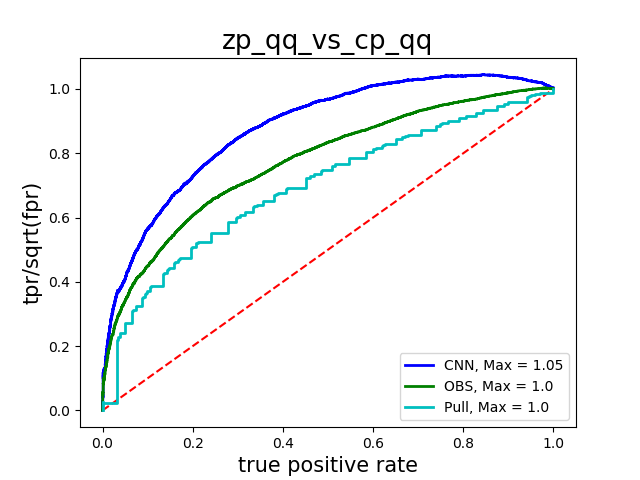 zp_qq_vs_cp_qq
tpr/sqrt(fpr)
1.0
0.8
0.6
0.4
0.2
0.0
CNN, Max = 1.05
OBS, Max = 1.0
Pull, Max = 1.0
0.0 0.2 0.4 0.6 0.8 1.0
true positive rate